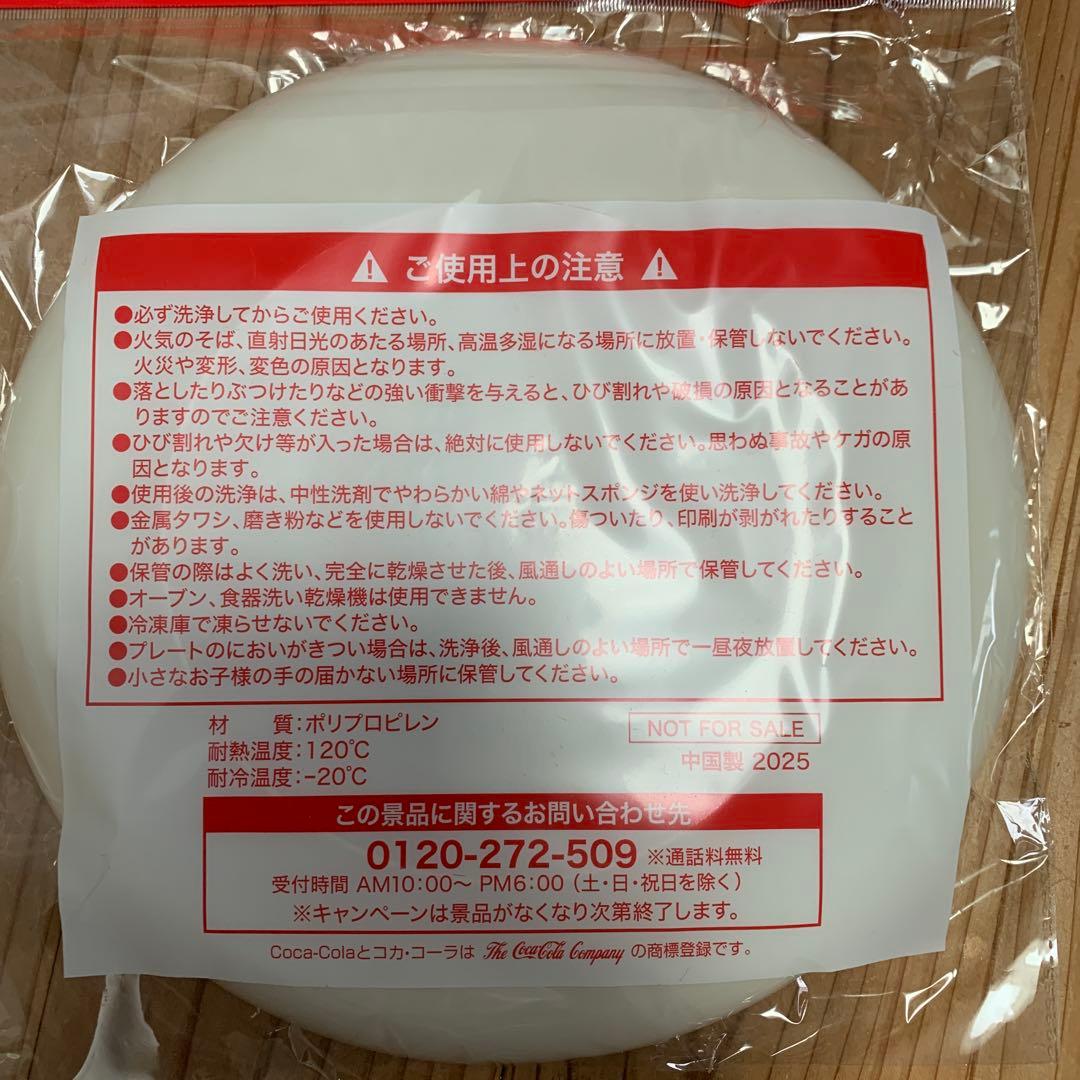 ⚠ ご使用上の注意 ⚠
●必ず洗浄してからご使用ください。
●火気のそば、直射日光のあたる場所、高温多湿になる場所に放置・保管しないでください。
火災や変形、変色の原因となります。
●落としたりぶつけたりなどの強い衝撃を与えると、ひび割れや破損の原因となることがあ
りますのでご注意ください。
●ひび割れや欠け等が入った場合は、絶対に使用しないでください。思わぬ事故やケガの原
因となります。
●使用後の洗浄は、中性洗剤でやわらかい綿やネットスポンジを使い洗浄してください。
●金属タワシ、磨き粉などを使用しないでください。傷ついたり、印刷が剥がれたりすること
があります。
●保管の際はよく洗い、完全に乾燥させた後、風通しのよい場所で保管してください。
●オーブン、食器洗い乾燥機は使用できません。
●冷凍庫で凍らせないでください。
●プレートのにおいがきつい場合は、洗浄後、風通しのよい場所で一昼夜放置してください。
●小さなお子様の手の届かない場所に保管してください。
材　質：ポリプロピレン
耐熱温度：120℃
耐冷温度：-20℃
NOT FOR SALE
中国製 2025
この景品に関するお問い合わせ先
0120-272-509 ※通話料無料
受付時間 AM10:00～ PM6:00（土・日・祝日を除く）
※キャンペーンは景品がなくなり次第終了します。
Coca-Colaとコカ・コーラは The Coca-Cola Company の商標登録です。